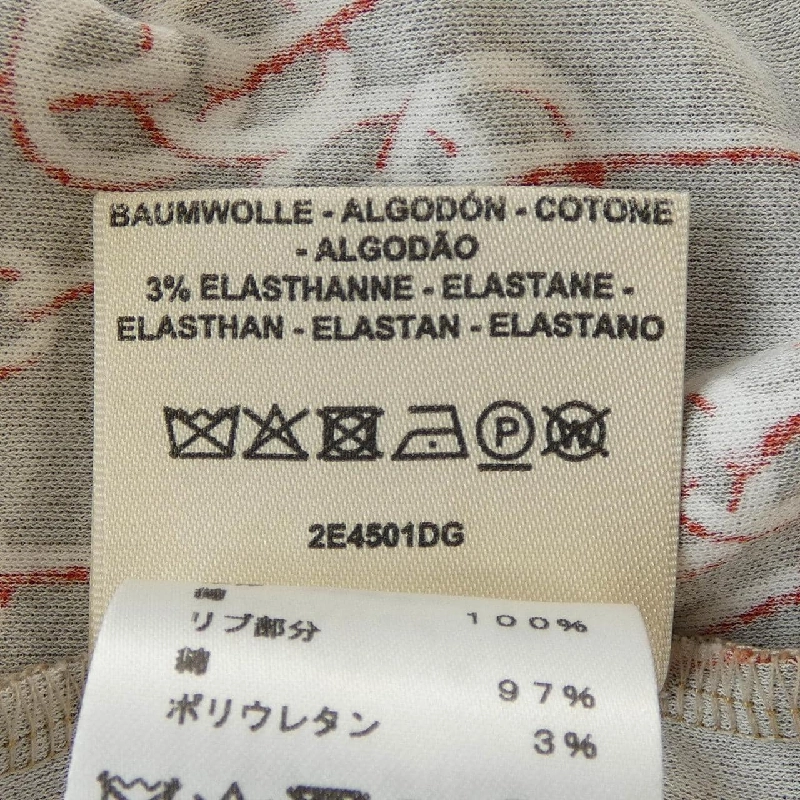 BAUMWOLLE - ALGODÓN - COTONE
- ALGODÃO
3% ELASTHANNE - ELASTANE -
ELASTHAN - ELASTAN - ELASTANO
P W
2E4501DG
綿 100%
リブ部分
綿 97%
ポリウレタン 3%